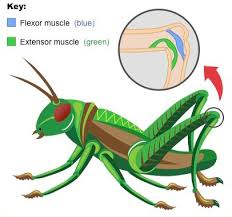 Key:
Flexor muscle (blue)
Extensor muscle (green)